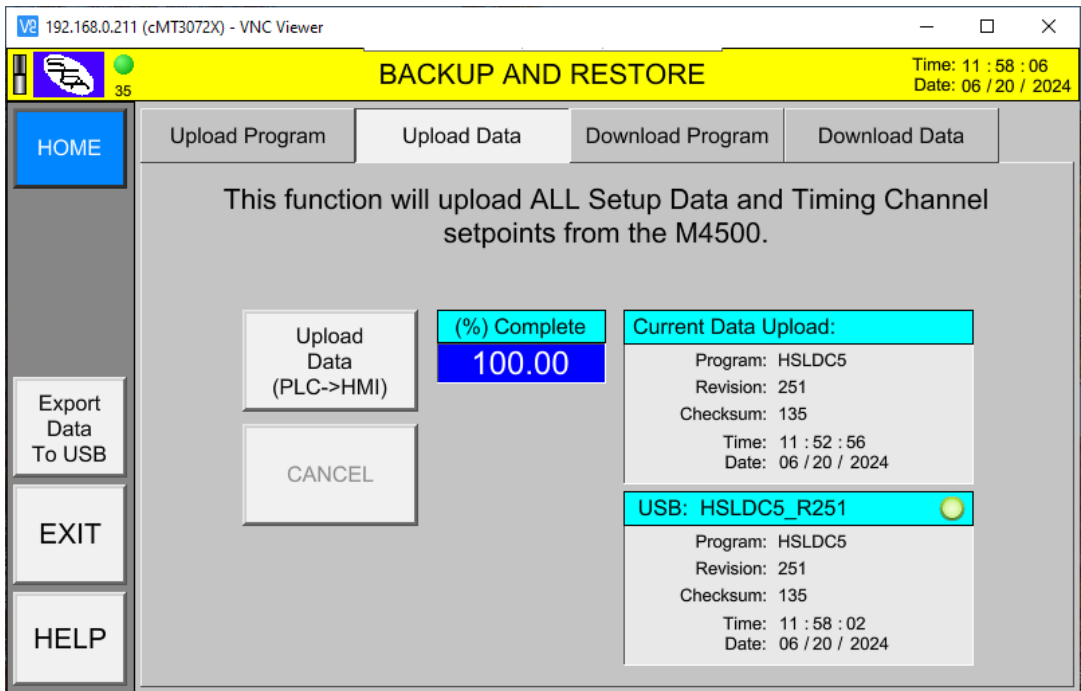 192.168.0.211 (cMT3072X) - VNC Viewer
35
BACKUP AND RESTORE
Time: 11 : 58 : 06
Date: 06 / 20 / 2024
HOME
Upload Program
Upload Data
Download Program
Download Data
This function will upload ALL Setup Data and Timing Channel
setpoints from the M4500.
Upload
Data
(PLC->HMI)
(%) Complete
100.00
CANCEL
Current Data Upload:
Program: HSLDC5
Revision: 251
Checksum: 135
Time: 11 : 52 : 56
Date: 06 / 20 / 2024
USB: HSLDC5_R251
Program: HSLDC5
Revision: 251
Checksum: 135
Time: 11 : 58 : 02
Date: 06 / 20 / 2024
Export
Data
To USB
EXIT
HELP